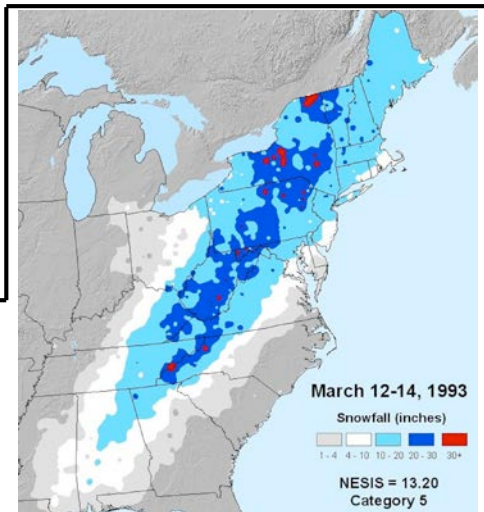 March 12-14, 1993
Snowfall (inches)
1 - 4 4 - 10 10 - 20 20 - 30 30+
NESIS = 13.20
Category 5